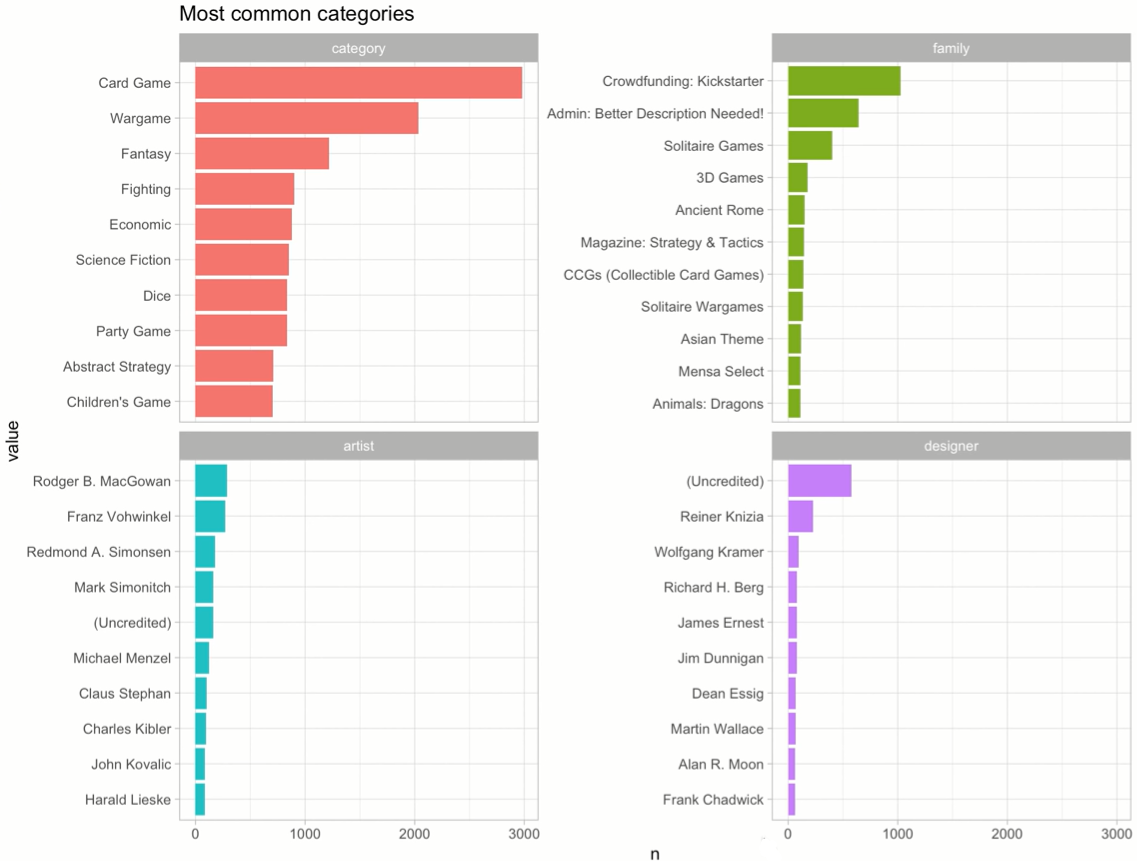 Most common categories
category
Card Game
Wargame
Fantasy
Fighting
Economic
Science Fiction
Dice
Party Game
Abstract Strategy
Children's Game
family
Crowdfunding: Kickstarter
Admin: Better Description Needed!
Solitaire Games
3D Games
Ancient Rome
Magazine: Strategy & Tactics
CCGs (Collectible Card Games)
Solitaire Wargames
Asian Theme
Mensa Select
Animals: Dragons
value
artist
Rodger B. MacGowan
Franz Vohwinkel
Redmond A. Simonsen
Mark Simonitch
(Uncredited)
Michael Menzel
Claus Stephan
Charles Kibler
John Kovalic
Harald Lieske
0 1000 2000 3000
designer
(Uncredited)
Reiner Knizia
Wolfgang Kramer
Richard H. Berg
James Ernest
Jim Dunnigan
Dean Essig
Martin Wallace
Alan R. Moon
Frank Chadwick
0 1000 2000 3000
n